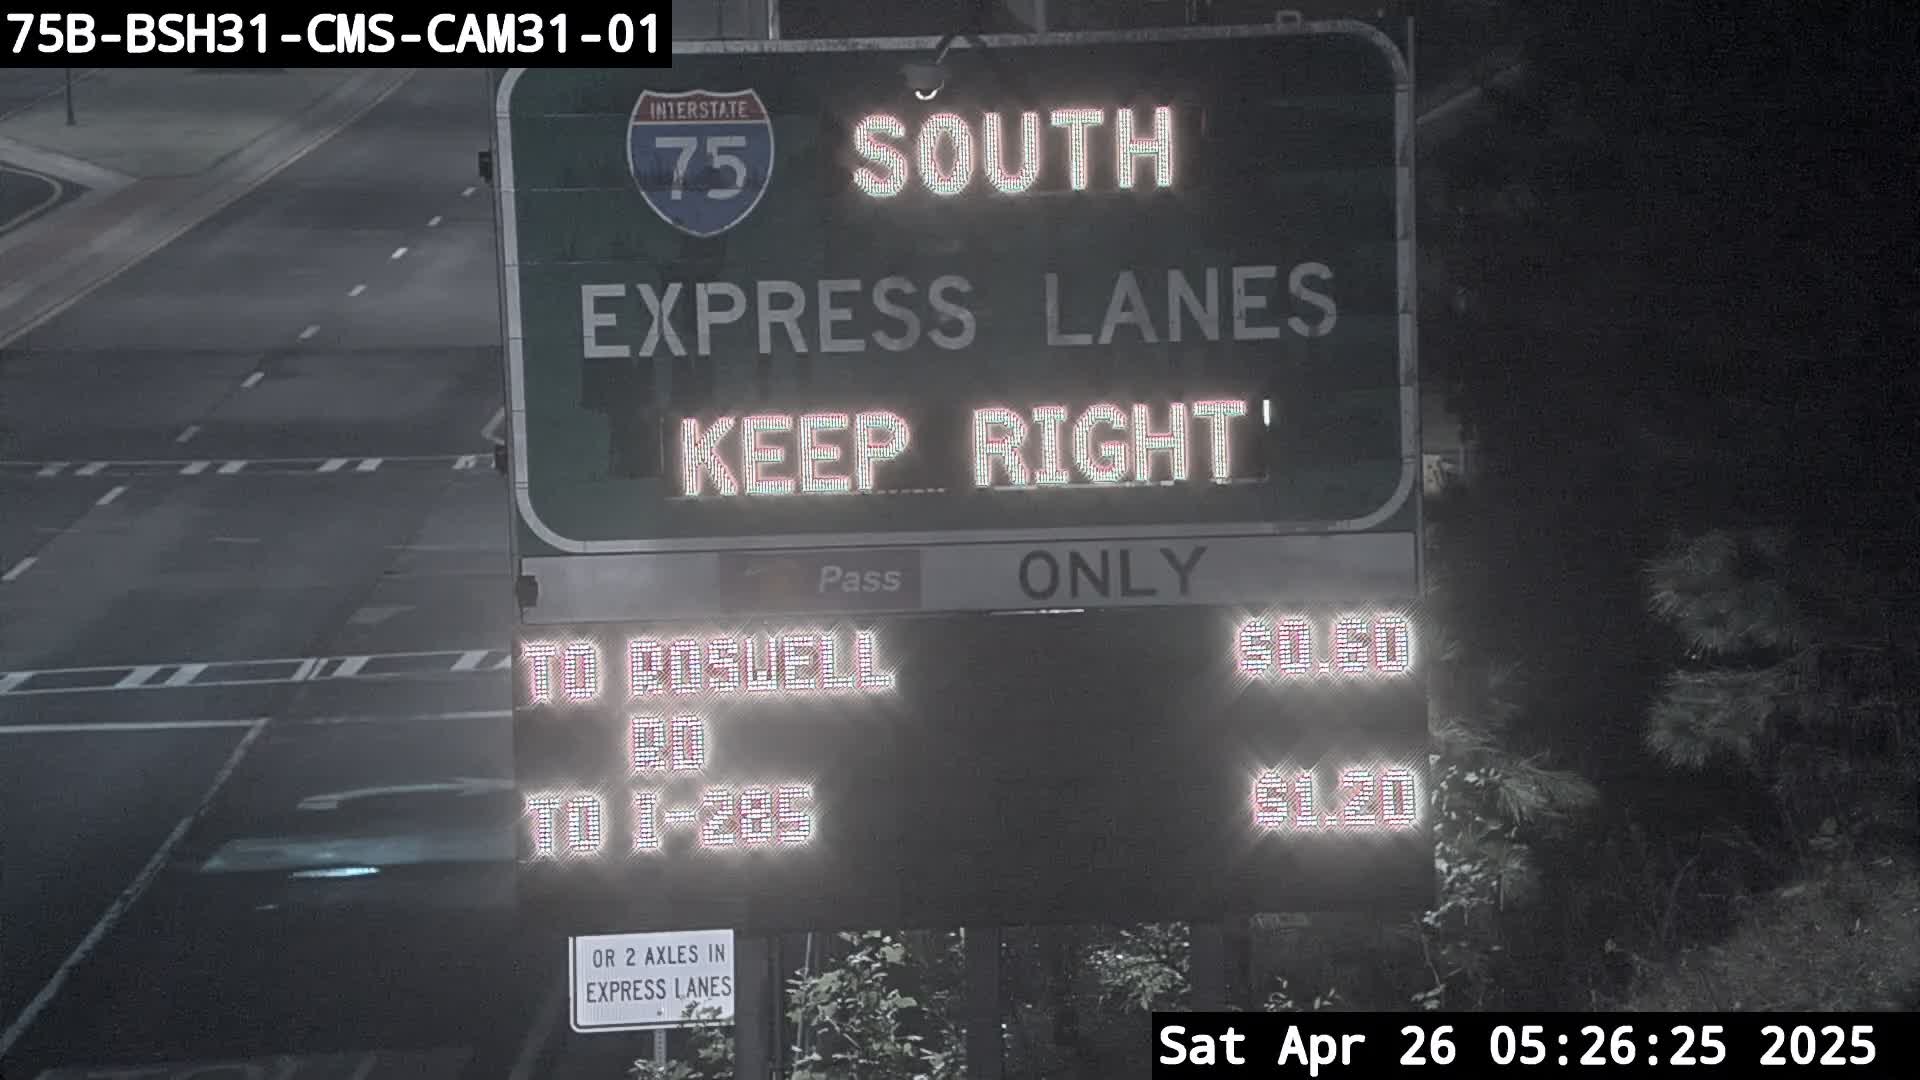 75B-BSH31-CMS-CAM31-01
INTERSTATE
75
SOUTH
EXPRESS LANES
KEEP RIGHT
Pass ONLY
TO ROSWELL $0.60
RD
TO I-285 $1.20
OR 2 AXLES IN
EXPRESS LANES
Sat Apr 26 05:26:25 2025